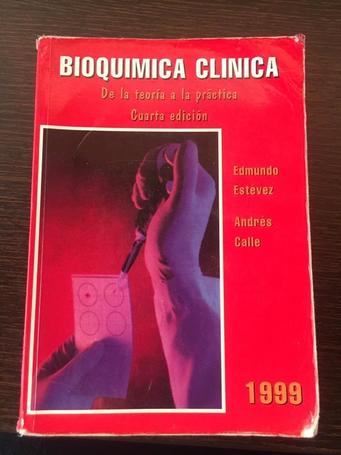 BIOQUIMICA CLINICA
De la teoría a la práctica
Cuarta edición
Edmundo
Estévez
Andrés
Calle
1999